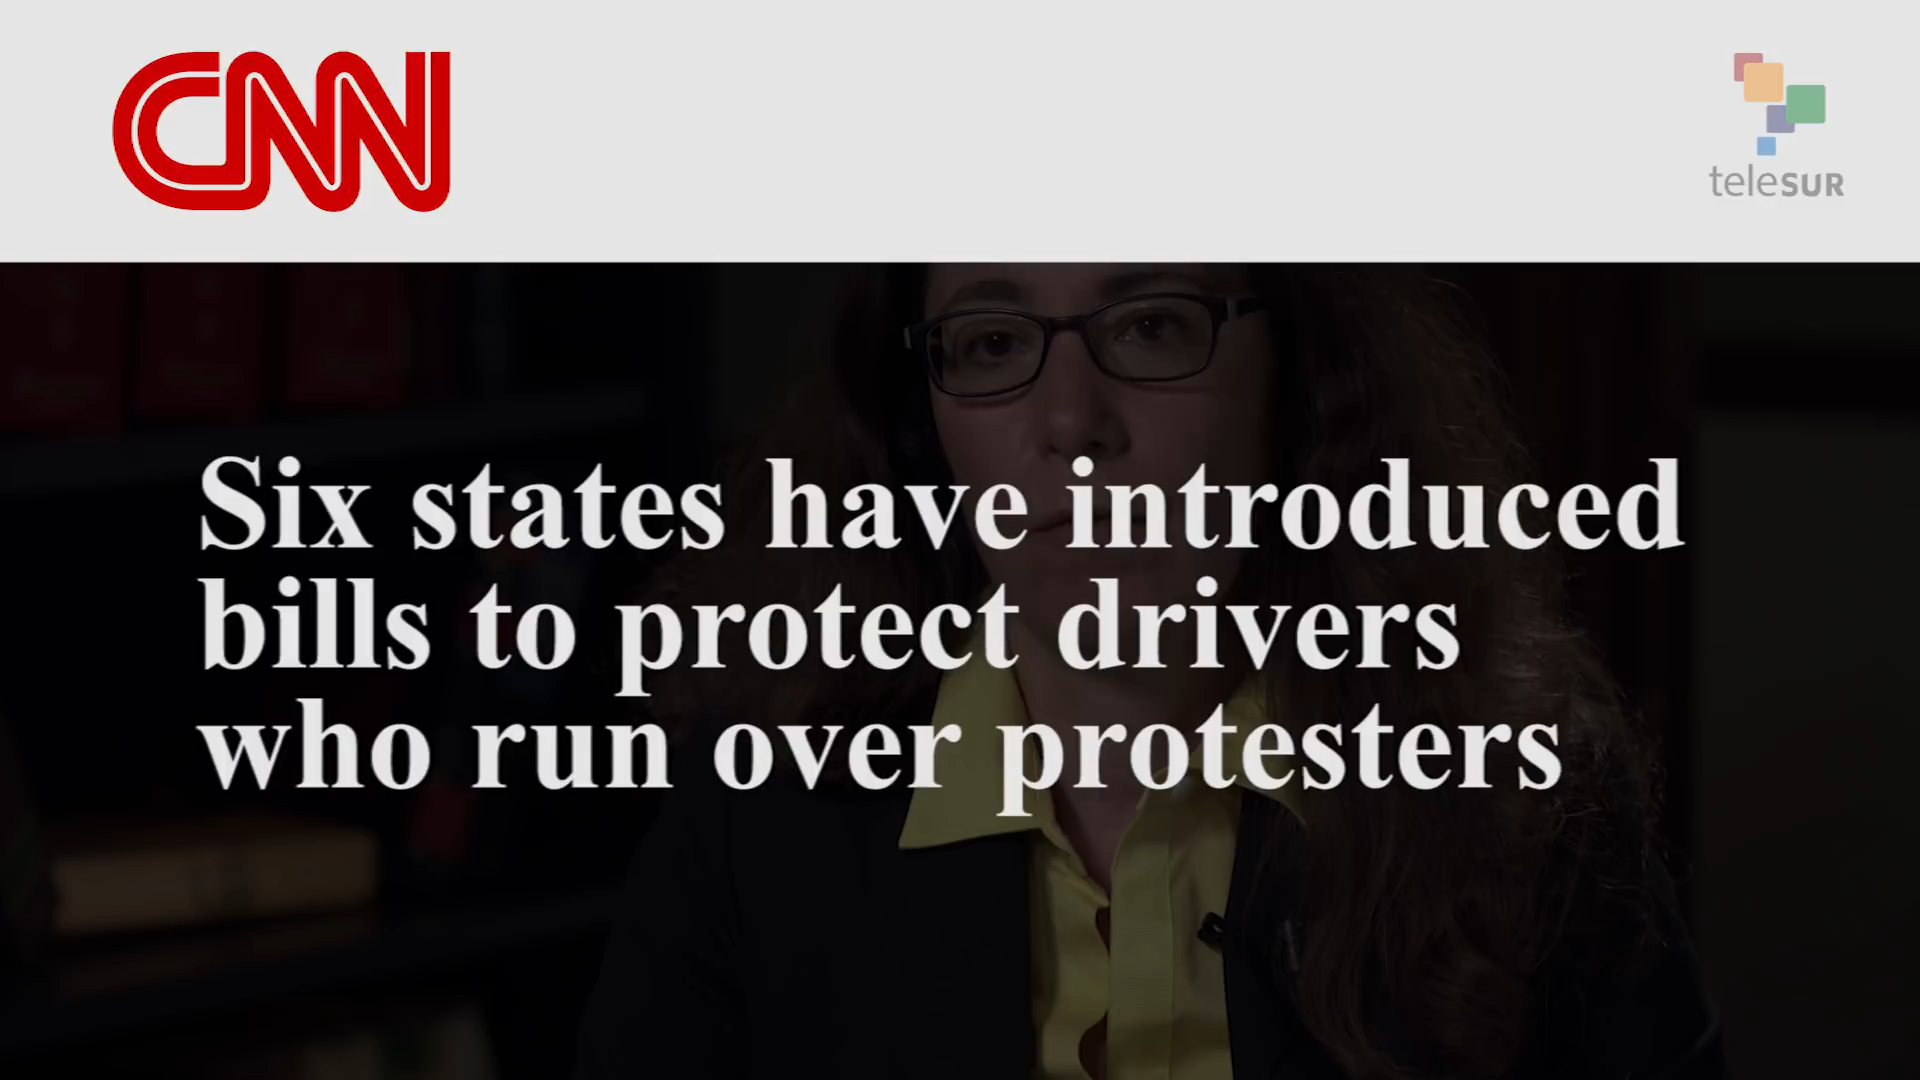 CNN
teleSUR
Six states have introduced
bills to protect drivers
who run over protesters